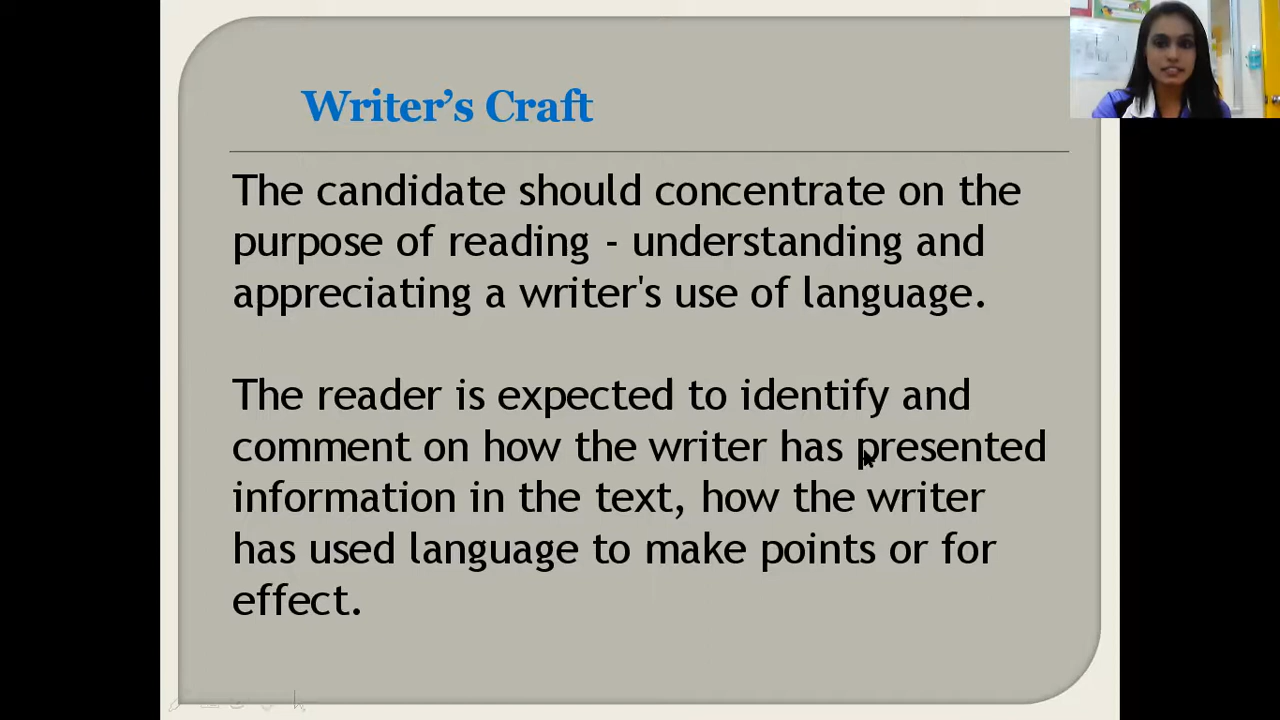 Writer’s Craft
The candidate should concentrate on the
purpose of reading - understanding and
appreciating a writer's use of language.
The reader is expected to identify and
comment on how the writer has presented
information in the text, how the writer
has used language to make points or for
effect.